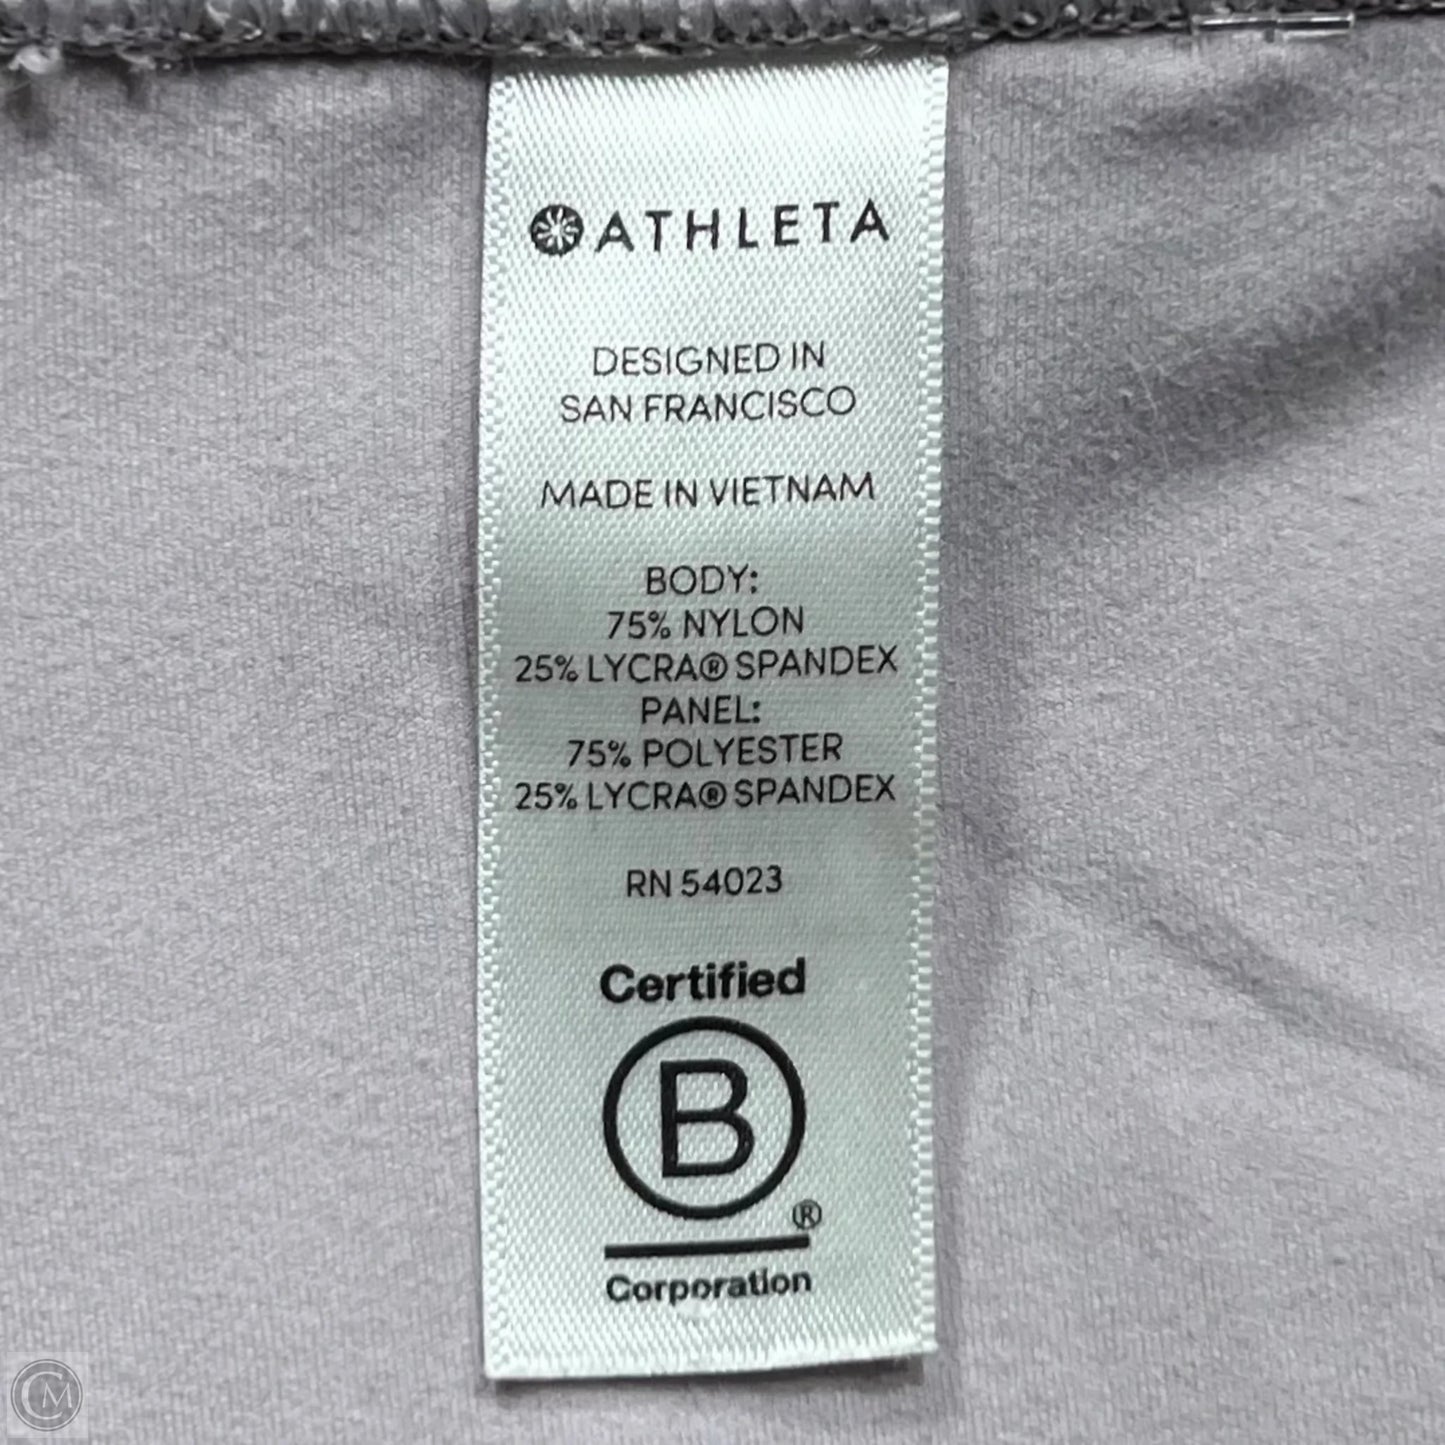 ATHLETA
DESIGNED IN
SAN FRANCISCO
MADE IN VIETNAM
BODY:
75% NYLON
25% LYCRA® SPANDEX
PANEL:
75% POLYESTER
25% LYCRA® SPANDEX
RN 54023
Certified
B
®
Corporation
CM